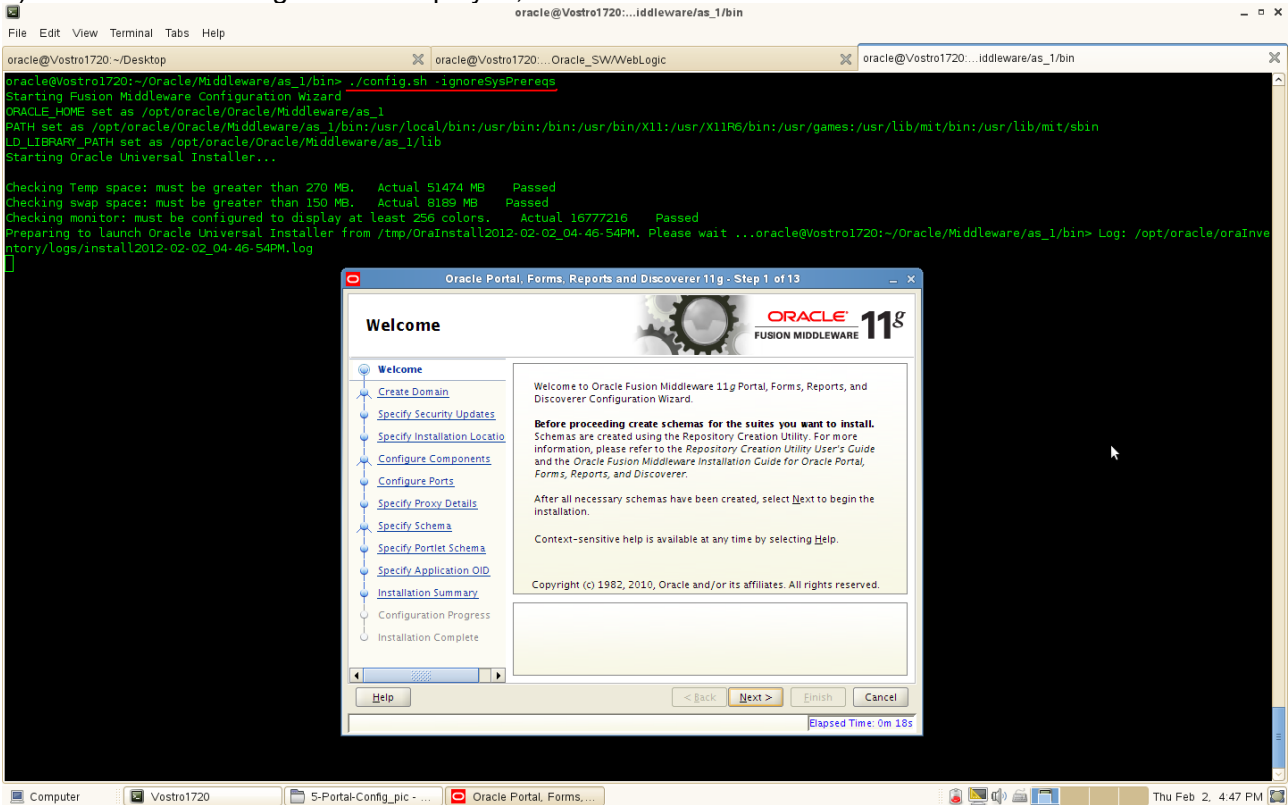 oracle@Vostro1720:...iddleware/as_1/bin
File Edit View Terminal Tabs Help
oracle@Vostro1720:~/Desktop
oracle@Vostro1720:...Oracle_SW/WebLogic
oracle@Vostro1720:...iddleware/as_1/bin
oracle@Vostro1720:~/Oracle/Middleware/as_1/bin> ./config.sh -ignoreSysPrereqs
Starting Fusion Middleware Configuration Wizard
ORACLE_HOME set as /opt/oracle/Oracle/Middleware/as_1
PATH set as /opt/oracle/Oracle/Middleware/as_1/bin:/usr/local/bin:/usr/bin:/bin:/usr/bin/X11:/usr/X11R6/bin:/usr/games:/usr/lib/mit/bin:/usr/lib/mit/sbin
LD_LIBRARY_PATH set as /opt/oracle/Oracle/Middleware/as_1/lib
Starting Oracle Universal Installer...
Checking Temp space: must be greater than 270 MB. Actual 51474 MB Passed
Checking swap space: must be greater than 150 MB. Actual 8189 MB Passed
Checking monitor: must be configured to display at least 256 colors. Actual 16777216 Passed
Preparing to launch Oracle Universal Installer from /tmp/OraInstall2012-02-02_04-46-54PM. Please wait ...oracle@Vostro1720:~/Oracle/Middleware/as_1/bin> Log: /opt/oracle/oraInve
ntory/logs/install2012-02-02_04-46-54PM.log
Oracle Portal, Forms, Reports and Discoverer 11g - Step 1 of 13
Welcome
ORACLE
FUSION MIDDLEWARE 11g
Welcome
Create Domain
Specify Security Updates
Specify Installation Locatio
Configure Components
Configure Ports
Specify Proxy Details
Specify Schema
Specify Portlet Schema
Specify Application OID
Installation Summary
Configuration Progress
Installation Complete
Welcome to Oracle Fusion Middleware 11g Portal, Forms, Reports, and
Discoverer Configuration Wizard.
Before proceeding create schemas for the suites you want to install.
Schemas are created using the Repository Creation Utility. For more
information, please refer to the Repository Creation Utility User's Guide
and the Oracle Fusion Middleware Installation Guide for Oracle Portal,
Forms, Reports, and Discoverer.
After all necessary schemas have been created, select Next to begin the
installation.
Context-sensitive help is available at any time by selecting Help.
Copyright (c) 1982, 2010, Oracle and/or its affiliates. All rights reserved.
Help
< Back
Next >
Finish
Cancel
Elapsed Time: 0m 18s
Computer
Vostro1720
5-Portal-Config_pic - ...
Oracle Portal, Forms,...
Thu Feb 2, 4:47 PM